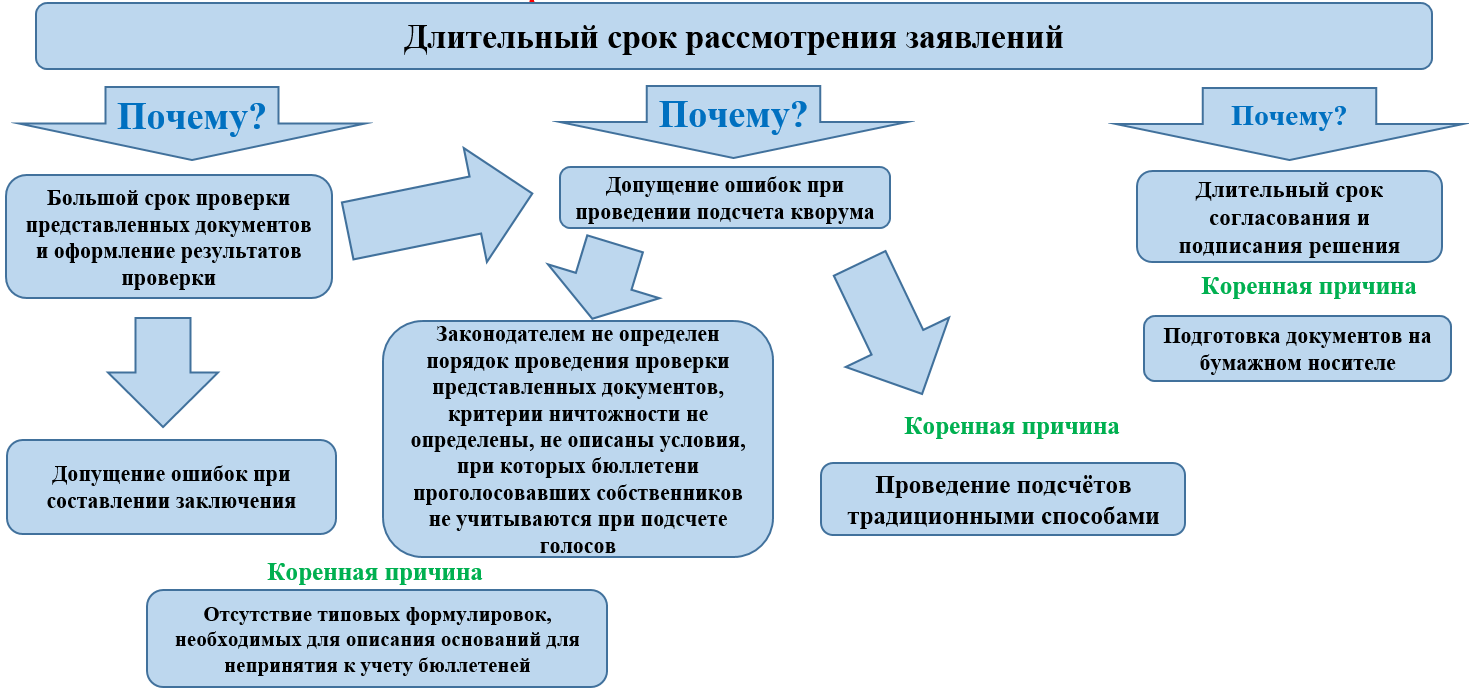 Длительный срок рассмотрения заявлений
Почему?
Почему?
Почему?
Большой срок проверки
представленных документов
и оформление результатов
проверки
Допущение ошибок при
проведении подсчета кворума
Длительный срок
согласования и
подписания решения
Коренная причина
Подготовка документов на
бумажном носителе
Законодателем не определен
порядок проведения проверки
представленных документов,
критерии ничтожности не
определены, не описаны условия,
при которых бюллетени
проголосовавших собственников
не учитываются при подсчете
голосов
Коренная причина
Проведение подсчётов
традиционными способами
Допущение ошибок при
составлении заключения
Коренная причина
Отсутствие типовых формулировок,
необходимых для описания оснований для
непринятия к учету бюллетеней